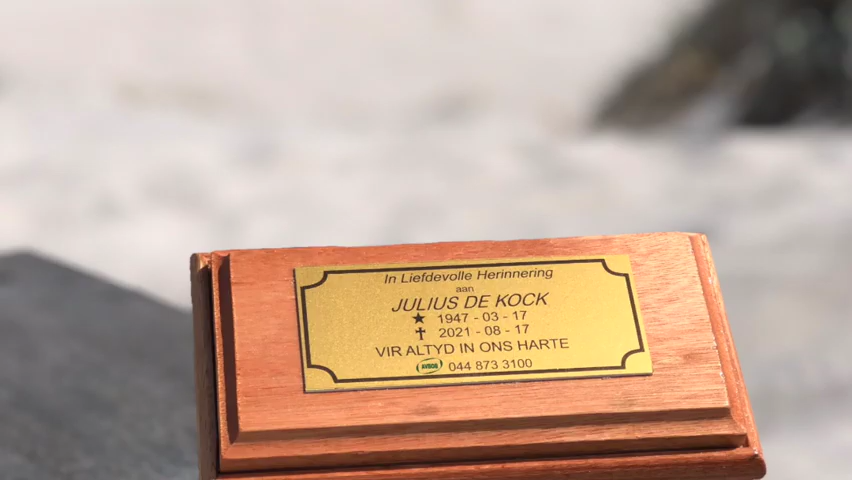 In Liefdevolle Herinnering
aan
JULIUS DE KOCK
★ 1947 - 03 - 17
✝ 2021 - 08 - 17
VIR ALTYD IN ONS HARTE
AVBOB 044 873 3100